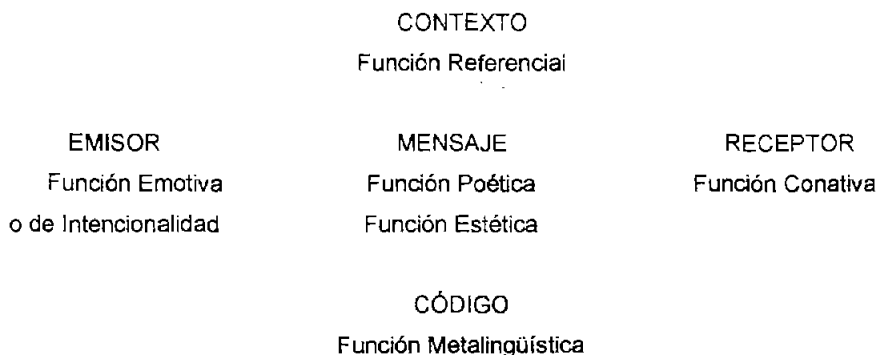 CONTEXTO
Función Referencial
EMISOR MENSAJE RECEPTOR
Función Emotiva Función Poética Función Conativa
o de Intencionalidad Función Estética
CÓDIGO
Función Metalingüística